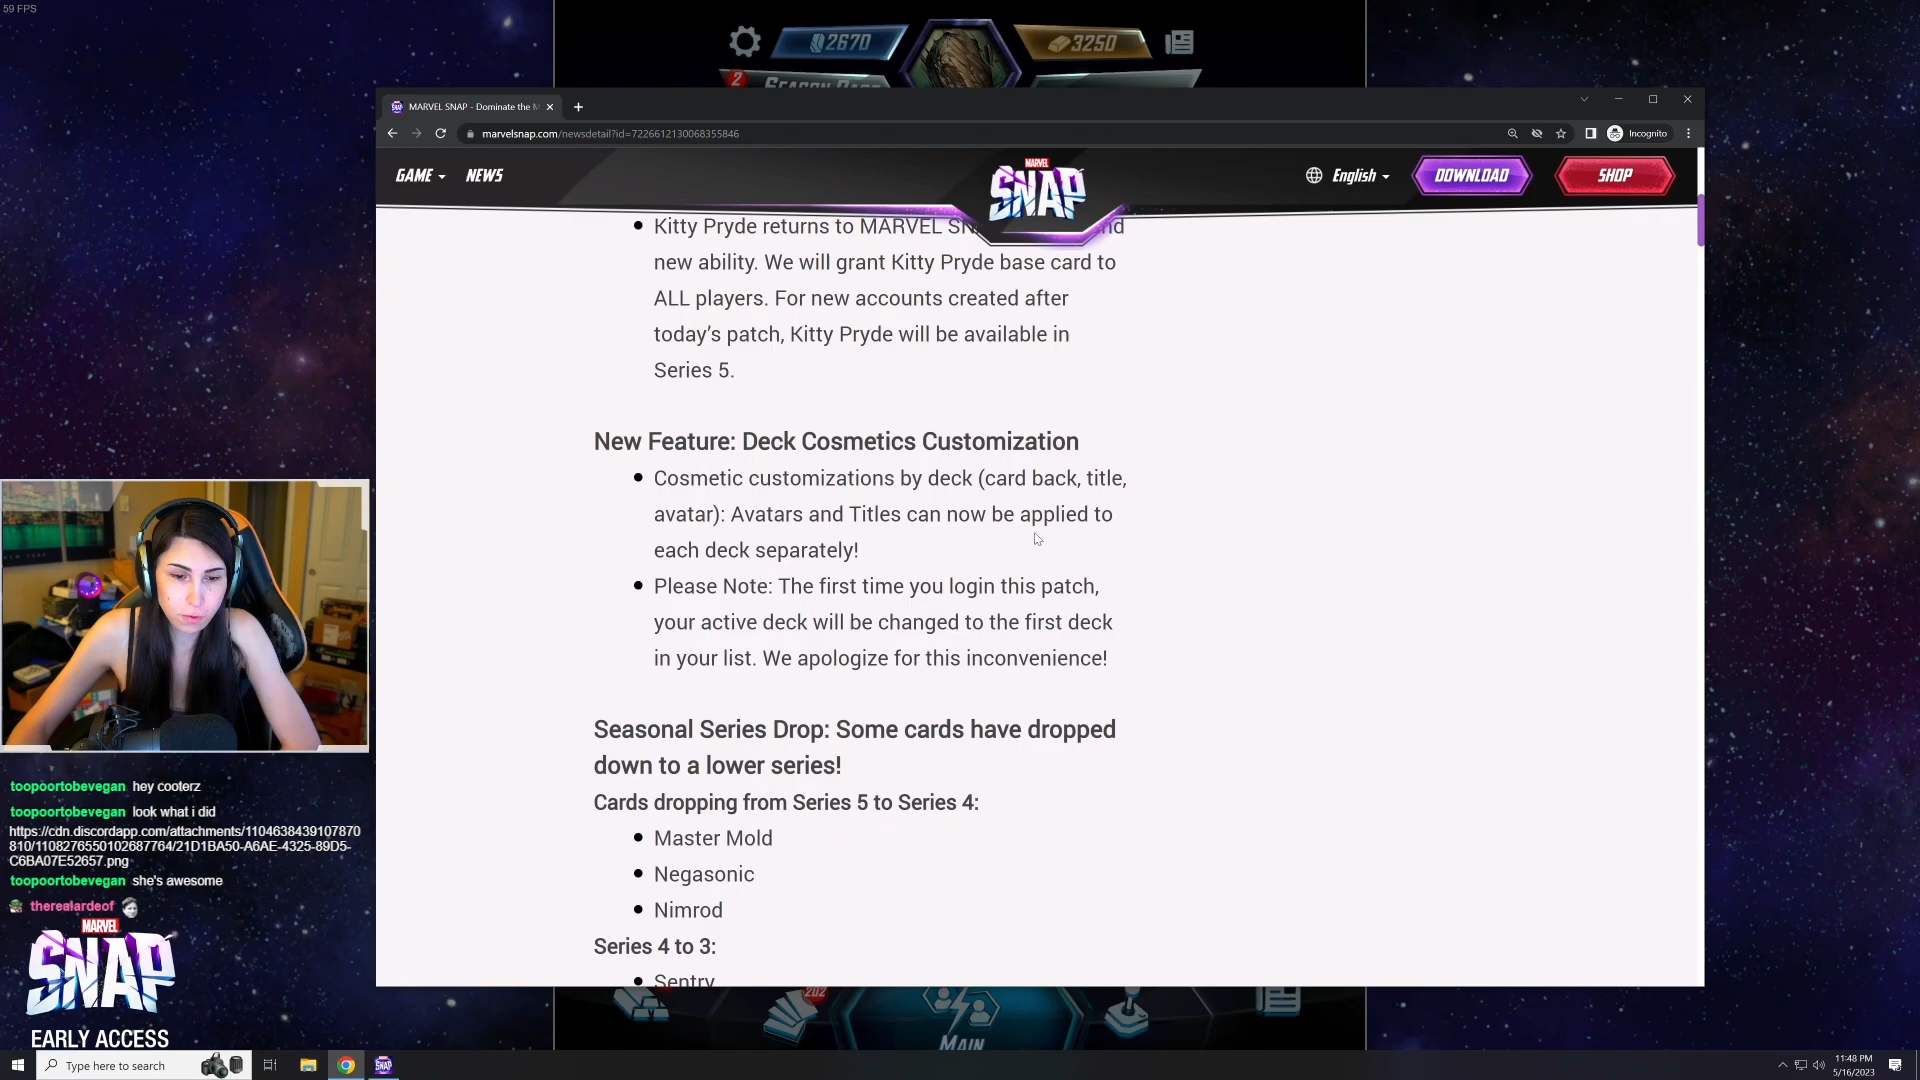 59 FPS
2670
3250
2
SEASON PASS
MARVEL SNAP - Dominate the M
marvelsnap.com/newsdetail?id=7226612130068355846
Incognito
GAME
NEWS
MARVEL
SNAP
English
DOWNLOAD
SHOP
Kitty Pryde returns to MARVEL SN nd
new ability. We will grant Kitty Pryde base card to
ALL players. For new accounts created after
today's patch, Kitty Pryde will be available in
Series 5.
New Feature: Deck Cosmetics Customization
Cosmetic customizations by deck (card back, title,
avatar): Avatars and Titles can now be applied to
each deck separately!
Please Note: The first time you login this patch,
your active deck will be changed to the first deck
in your list. We apologize for this inconvenience!
Seasonal Series Drop: Some cards have dropped
down to a lower series!
Cards dropping from Series 5 to Series 4:
Master Mold
Negasonic
Nimrod
Series 4 to 3:
Sentry
toopoortobevegan hey cooterz
toopoortobevegan look what i did
https://cdn.discordapp.com/attachments/1104638439107870
810/1108276550102687764/21D1BA50-A6AE-4325-89D5-
C6BA07E52657.png
toopoortobevegan she's awesome
therealardeof
MARVEL
SNAP
EARLY ACCESS
202
MAIN
Type here to search
SNAP
11:48 PM
5/16/2023